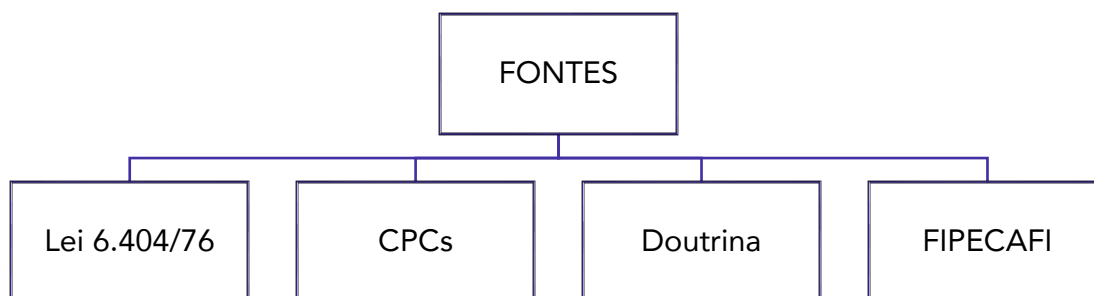 FONTES
Lei 6.404/76
CPCs
Doutrina
FIPECAFI